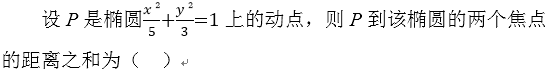 设 P 是椭圆x²/5+y²/3=1 上的动点，则 P 到该椭圆的两个焦点
的距离之和为（ ）↵